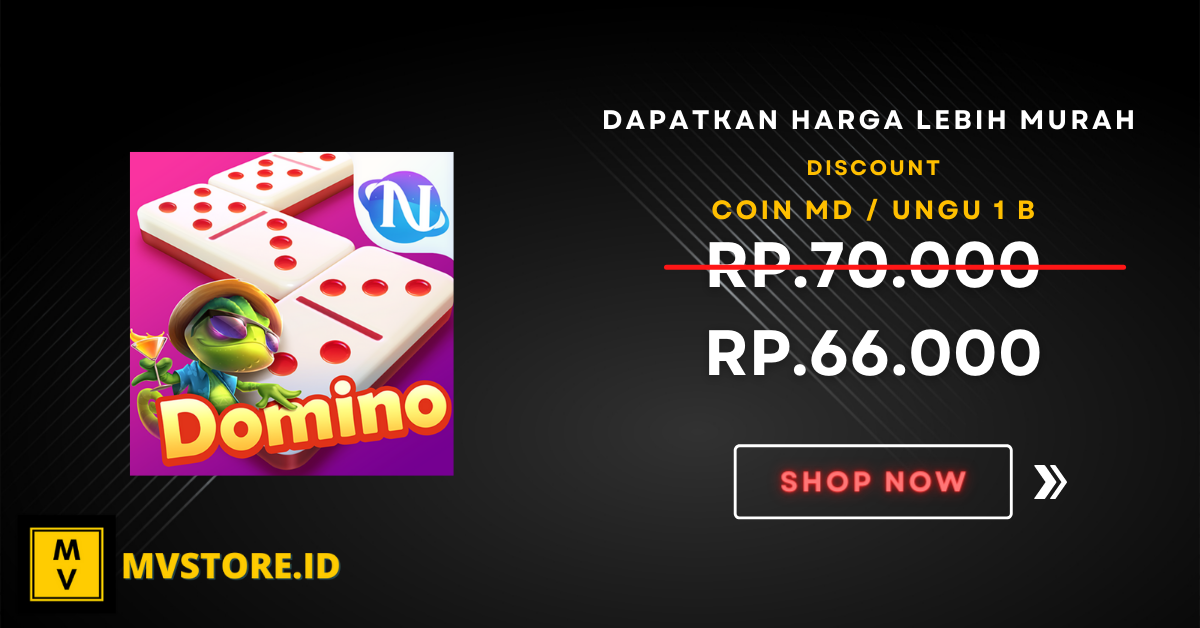 DAPATKAN HARGA LEBIH MURAH
DISCOUNT
COIN MD / UNGU 1 B
RP.70.000
RP.66.000
SHOP NOW
N
Domino
M
V
MVSTORE.ID